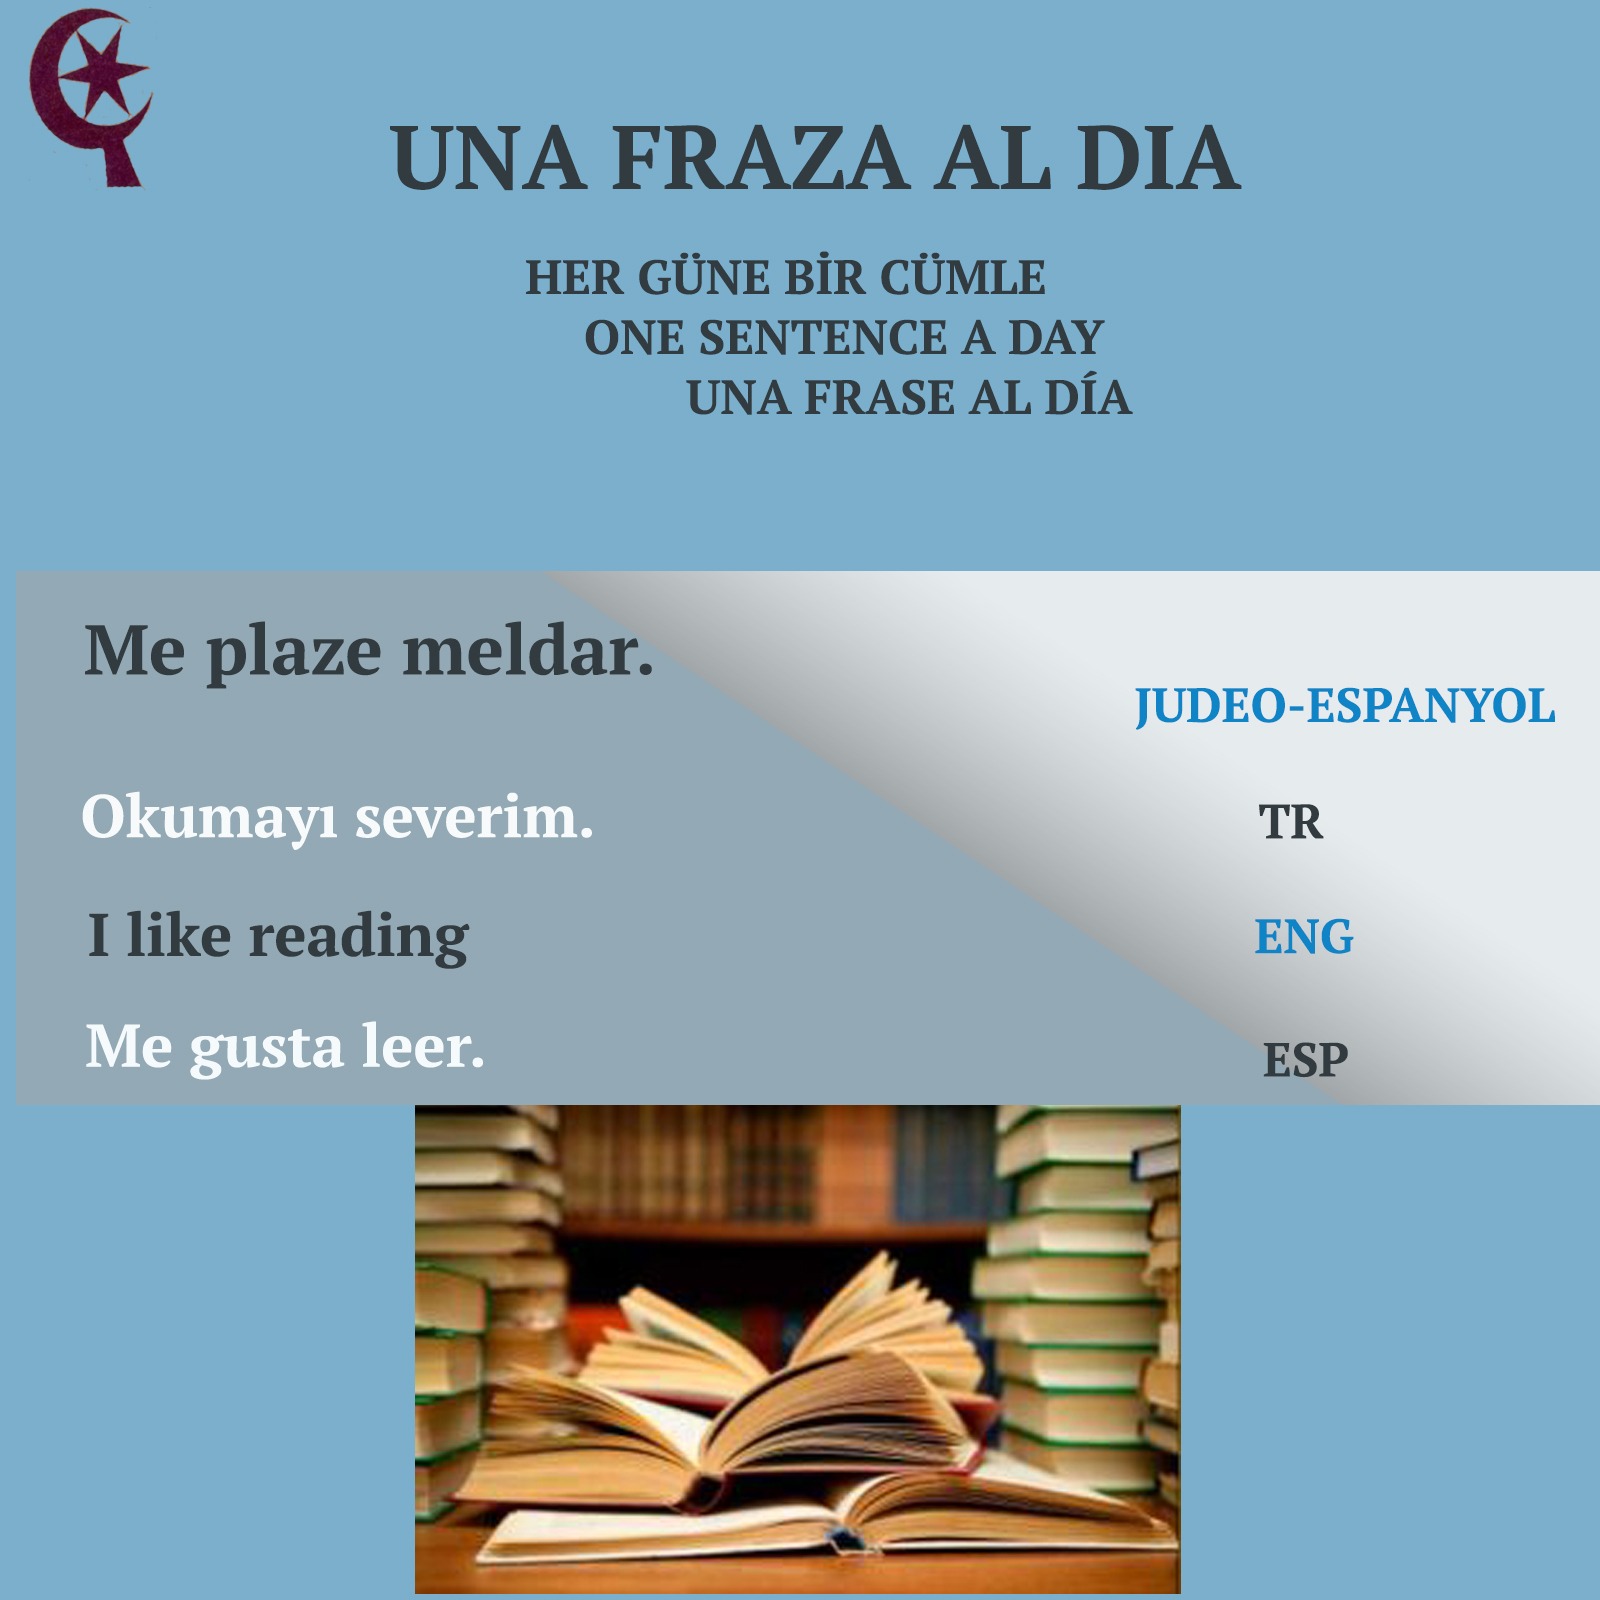 UNA FRAZA AL DIA
HER GÜNE BİR CÜMLE
ONE SENTENCE A DAY
UNA FRASE AL DÍA
Me plaze meldar.
JUDEO-ESPANYOL
Okumayı severim.
TR
I like reading
ENG
Me gusta leer.
ESP